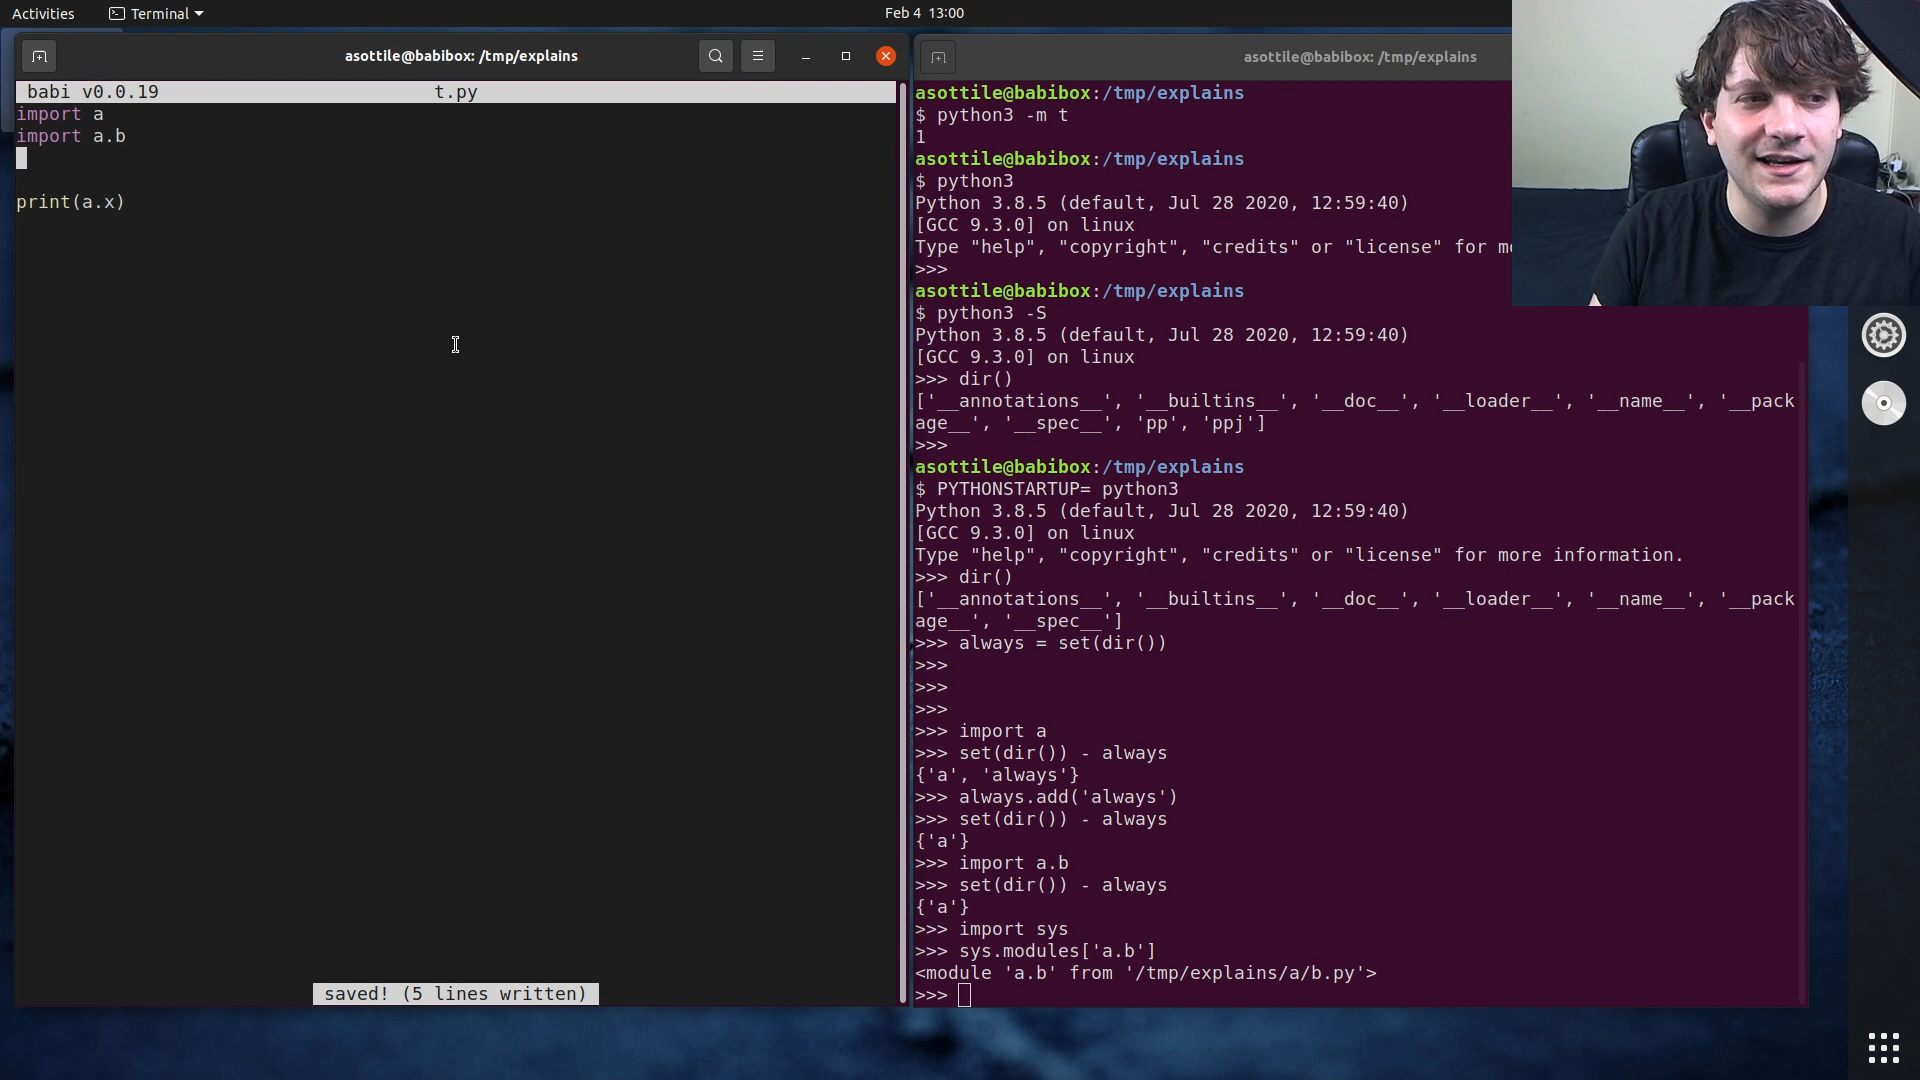 Activities
Terminal
Feb 4 13:00
asottile@babibox: /tmp/explains
babi v0.0.19 t.py
import a
import a.b
print(a.x)
saved! (5 lines written)
asottile@babibox: /tmp/explains
asottile@babibox:/tmp/explains
$ python3 -m t
1
asottile@babibox:/tmp/explains
$ python3
Python 3.8.5 (default, Jul 28 2020, 12:59:40)
[GCC 9.3.0] on linux
Type "help", "copyright", "credits" or "license" for
>>>
asottile@babibox:/tmp/explains
$ python3 -S
Python 3.8.5 (default, Jul 28 2020, 12:59:40)
[GCC 9.3.0] on linux
>>> dir()
['__annotations__', '__builtins__', '__doc__', '__loader__', '__name__', '__pack
age__', '__spec__', 'pp', 'ppj']
>>>
asottile@babibox:/tmp/explains
$ PYTHONSTARTUP= python3
Python 3.8.5 (default, Jul 28 2020, 12:59:40)
[GCC 9.3.0] on linux
Type "help", "copyright", "credits" or "license" for more information.
>>> dir()
['__annotations__', '__builtins__', '__doc__', '__loader__', '__name__', '__pack
age__', '__spec__']
>>> always = set(dir())
>>>
>>>
>>>
>>> import a
>>> set(dir()) - always
{'a', 'always'}
>>> always.add('always')
>>> set(dir()) - always
{'a'}
>>> import a.b
>>> set(dir()) - always
{'a'}
>>> import sys
>>> sys.modules['a.b']
<module 'a.b' from '/tmp/explains/a/b.py'>
>>>